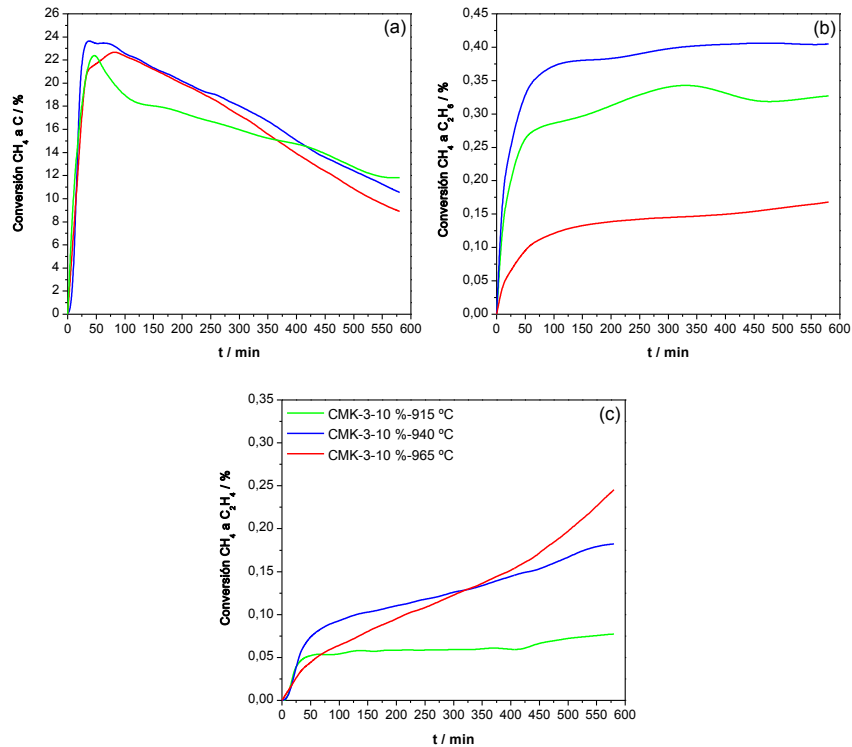 (a)
26
24
22
20
18
16
14
12
10
8
6
4
2
0
Conversión CH₄ a C / %
0 50 100 150 200 250 300 350 400 450 500 550 600
t / min
(b)
0,40
0,35
0,30
0,25
0,20
0,15
0,10
0,05
0,00
Conversión CH₄ a C₂H₆ / %
0 50 100 150 200 250 300 350 400 450 500 550 600
t / min
(c)
CMK-3-10 %-915 ºC
CMK-3-10 %-940 ºC
CMK-3-10 %-965 ºC
0,35
0,30
0,25
0,20
0,15
0,10
0,05
0,00
Conversión CH₄ a C₂H₄ / %
0 50 100 150 200 250 300 350 400 450 500 550 600
t / min